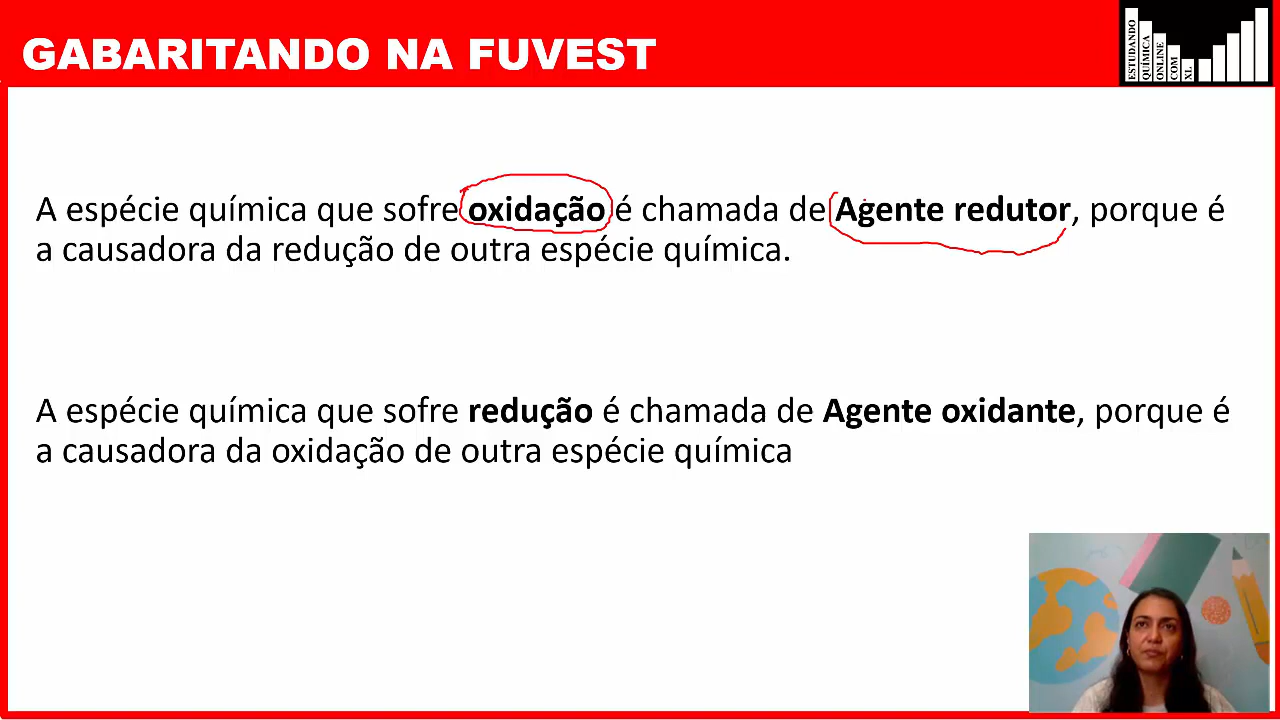 GABARITANDO NA FUVEST
ESTUDANDO
QUÍMICA
ONLINE
COM
XL
A espécie química que sofre oxidação é chamada de Agente redutor, porque é
a causadora da redução de outra espécie química.
A espécie química que sofre redução é chamada de Agente oxidante, porque é
a causadora da oxidação de outra espécie química